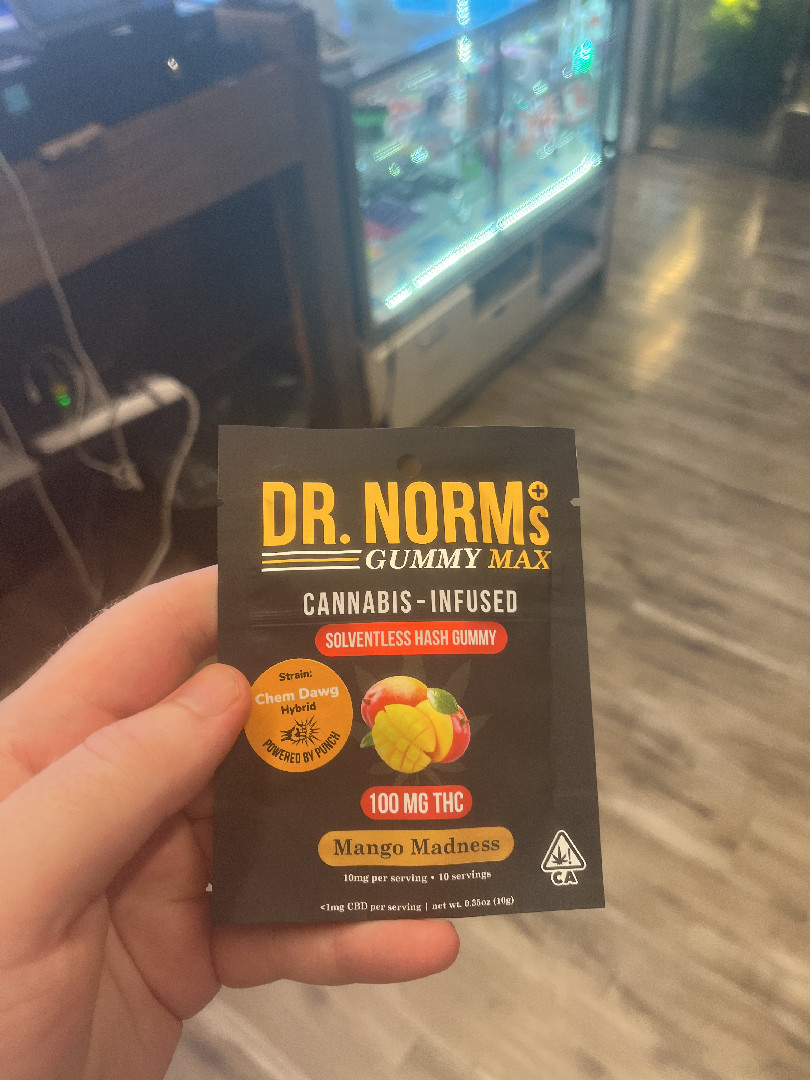 DR. NORM's
GUMMY MAX
CANNABIS-INFUSED
SOLVENTLESS HASH GUMMY
Strain:
Chem Dawg
Hybrid
POWERED BY PUNCH
100 MG THC
Mango Madness
10mg per serving • 10 servings
<1mg CBD per serving | net wt. 0.35oz (10g)
!
CA